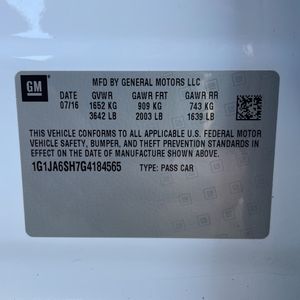 GM
MFD BY GENERAL MOTORS LLC
DATE GVWR GAWR FRT GAWR RR
07/16 1652 KG 909 KG 743 KG
3642 LB 2003 LB 1639 LB
THIS VEHICLE CONFORMS TO ALL APPLICABLE U.S. FEDERAL MOTOR
VEHICLE SAFETY, BUMPER, AND THEFT PREVENTION STANDARDS IN
EFFECT ON THE DATE OF MANUFACTURE SHOWN ABOVE.
1G1JA6SH7G4184565
TYPE: PASS CAR